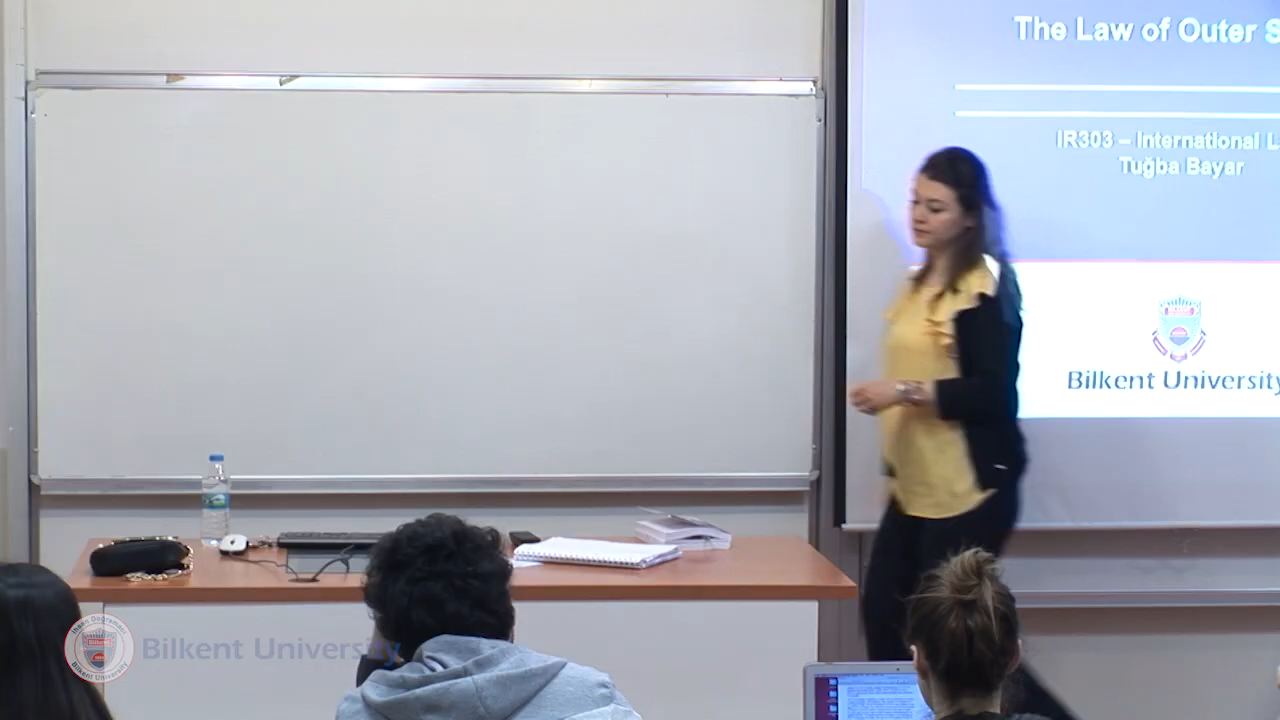 The Law of Outer S
IR303 – International L
Tuğba Bayar
Bilkent University
Bilkent University